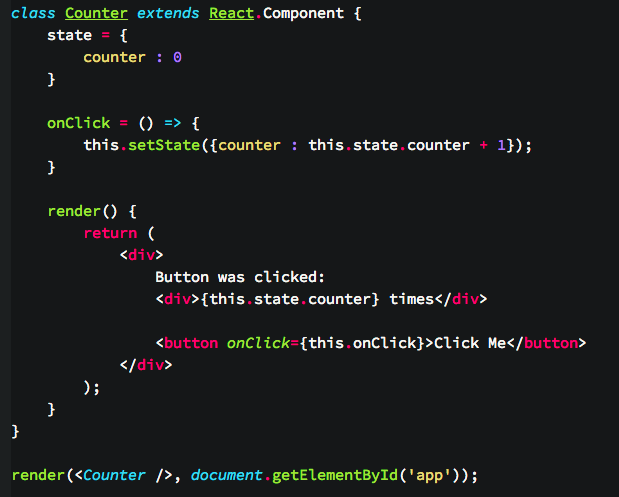 class Counter extends React.Component {
    state = {
        counter : 0
    }

    onClick = () => {
        this.setState({counter : this.state.counter + 1});
    }

    render() {
        return (
            <div>
                Button was clicked:
                <div>{this.state.counter} times</div>

                <button onClick={this.onClick}>Click Me</button>
            </div>
        );
    }
}

render(<Counter />, document.getElementById('app'));